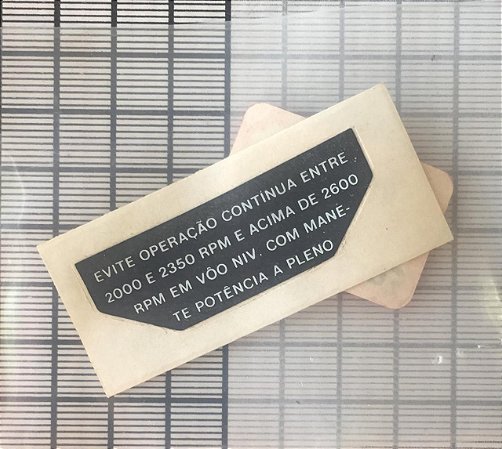 EVITE OPERAÇÃO CONTÍNUA ENTRE
2000 E 2350 RPM E ACIMA DE 2600
RPM EM VÔO NIV. COM MANE-
TE POTÊNCIA A PLENO